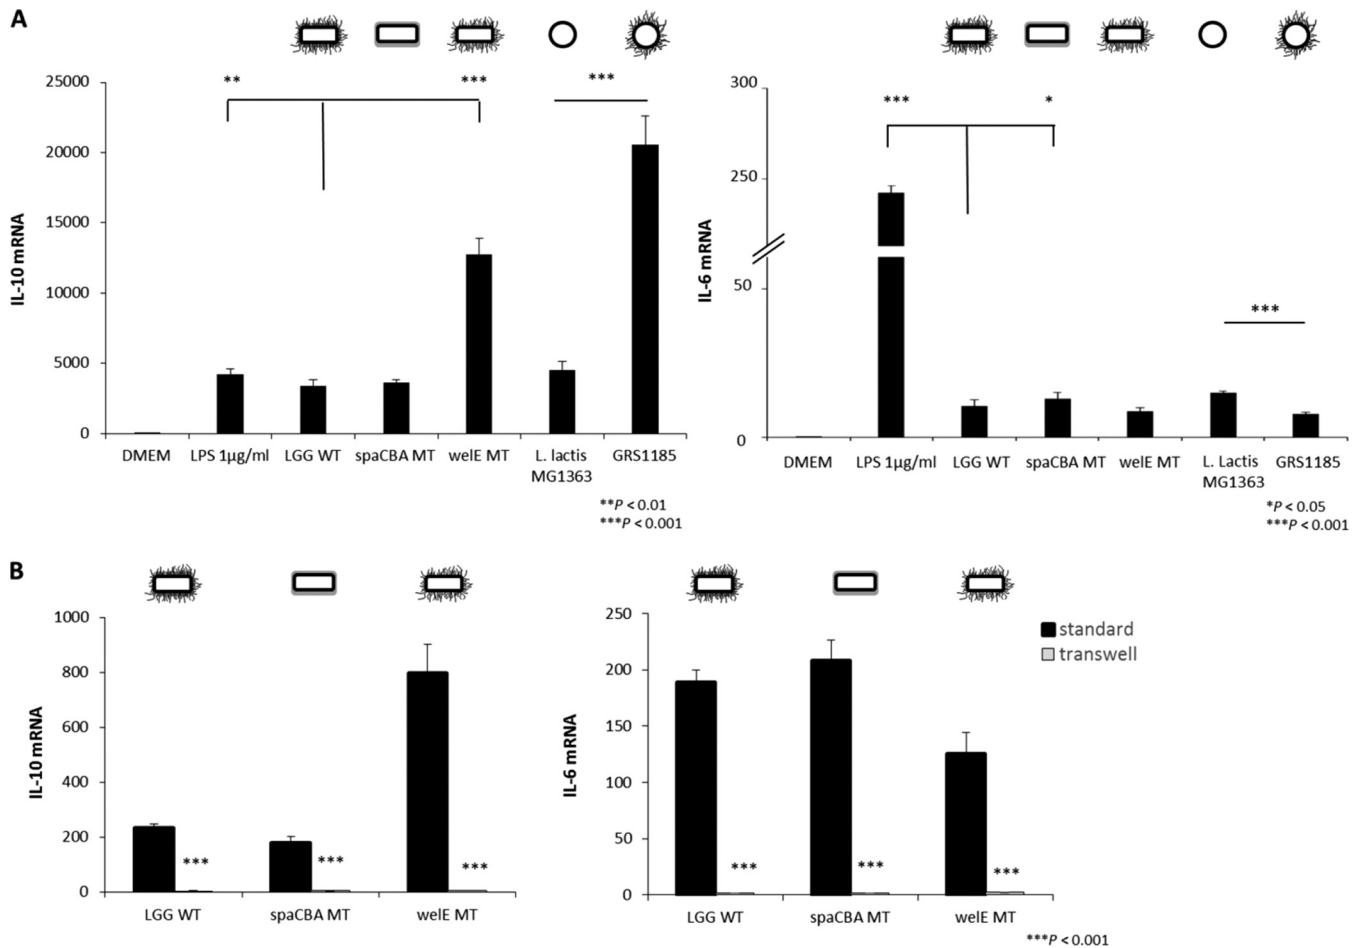 A
** *** ***
25000
20000
15000
10000
5000
0
IL-10 mRNA
DMEM LPS 1µg/ml LGG WT spaCBA MT welE MT L. lactis GRS1185
MG1363
**P < 0.01
***P < 0.001
*** *
300
250
50
0
IL-6 mRNA
***
DMEM LPS 1µg/ml LGG WT spaCBA MT welE MT L. Lactis GRS1185
MG1363
*P < 0.05
***P < 0.001
B
1000
800
600
400
200
0
IL-10 mRNA
*** *** ***
LGG WT spaCBA MT welE MT
250
200
150
100
50
0
IL-6 mRNA
standard
transwell
*** *** ***
LGG WT spaCBA MT welE MT
***P < 0.001